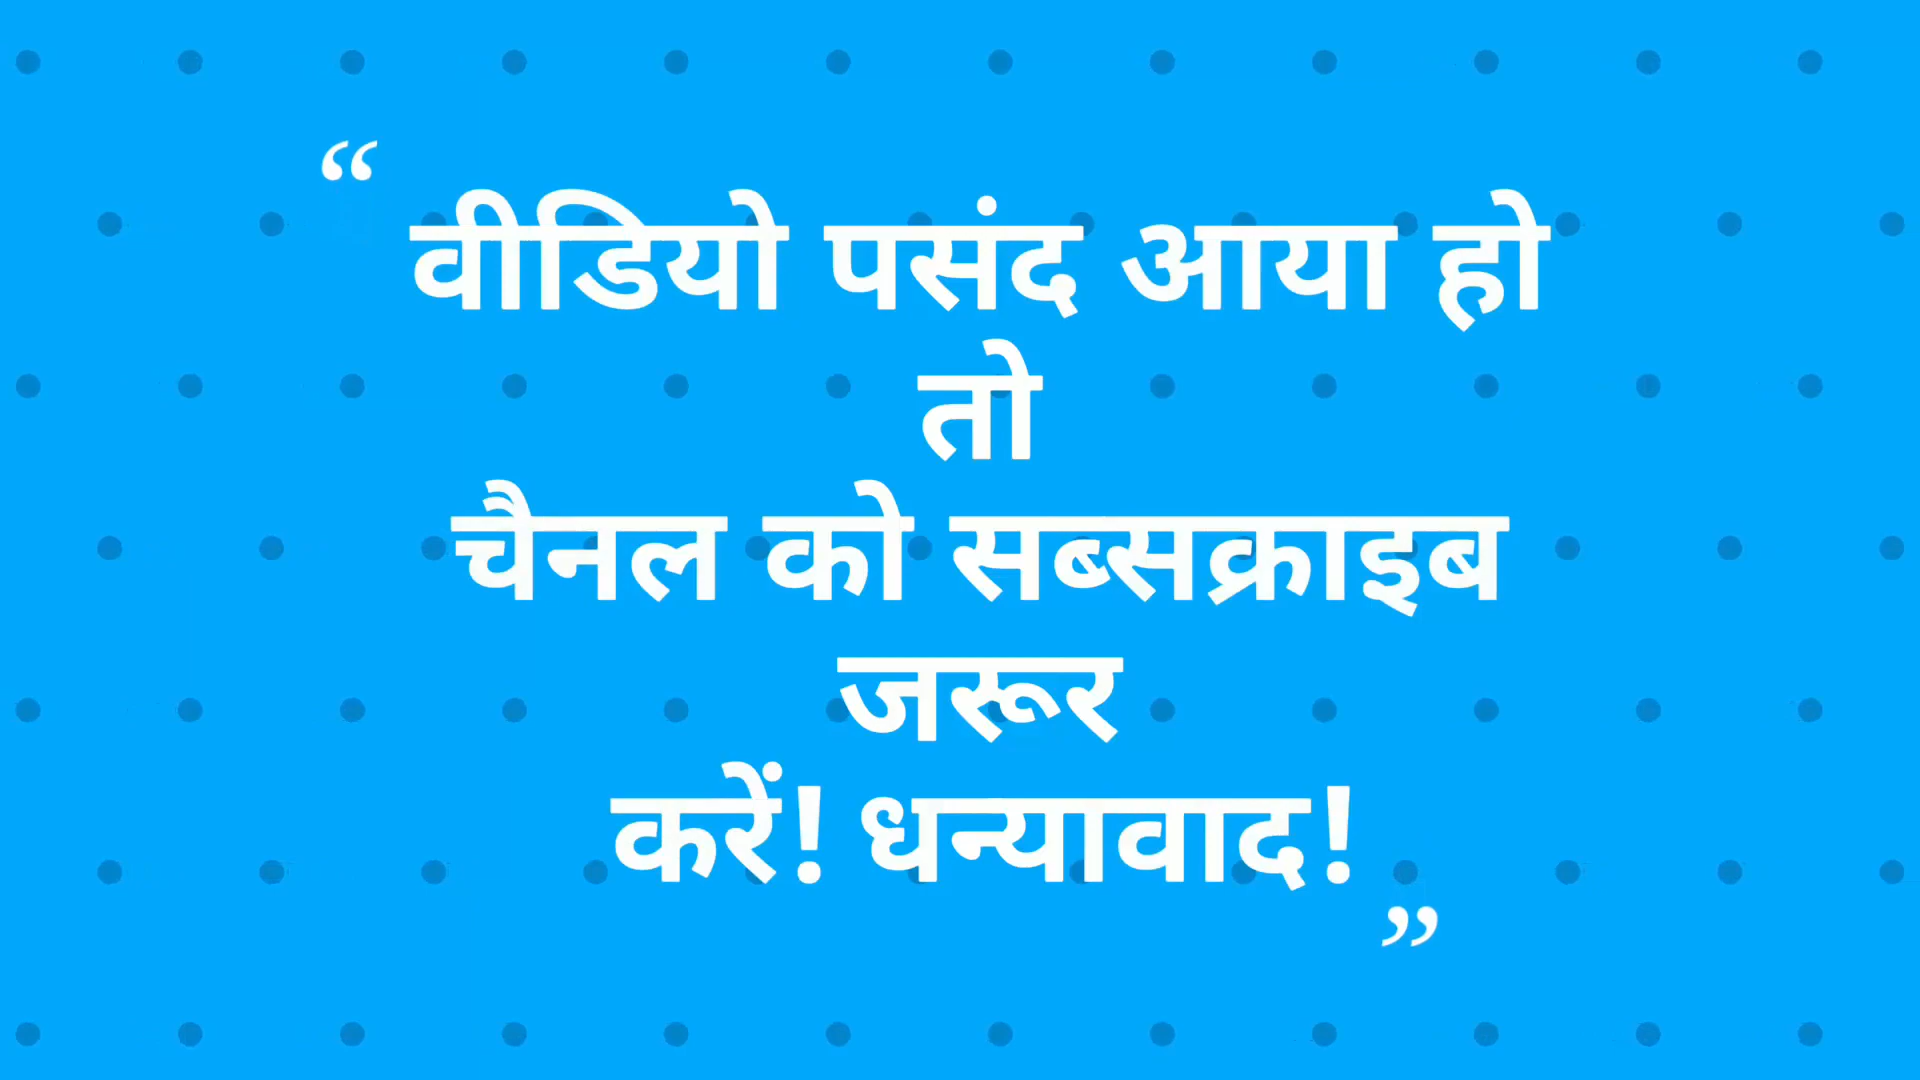 “ वीडियो पसंद आया हो
तो
चैनल को सब्सक्राइब
जरूर
करें! धन्यावाद! ”